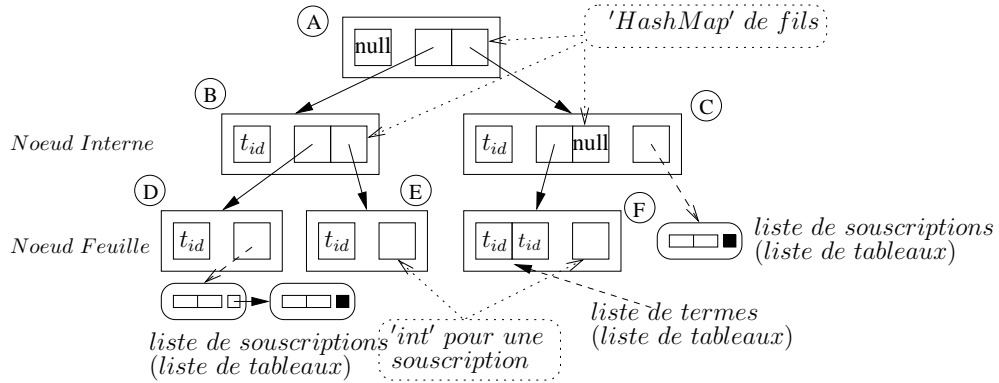 A
'HashMap' de fils
null
B
C
Noeud Interne
t_id
t_id
null
D
E
F
Noeud Feuille
t_id
t_id
t_id t_id
liste de souscriptions
(liste de tableaux)
liste de souscriptions
(liste de tableaux)
'int' pour une
souscription
liste de termes
(liste de tableaux)